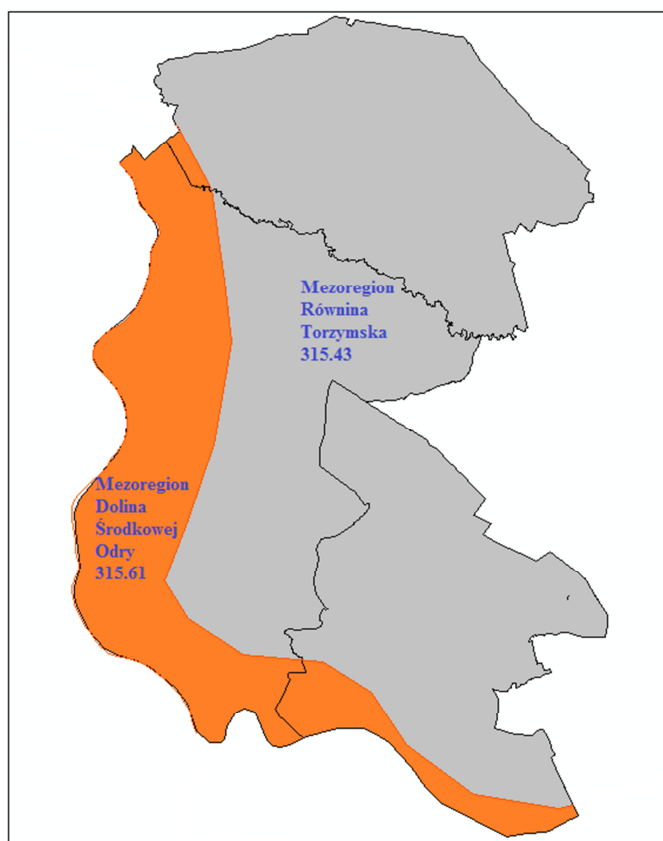 Mezoregion
Równina
Torzymska
315.43
Mezoregion
Dolina
Środkowej
Odry
315.61